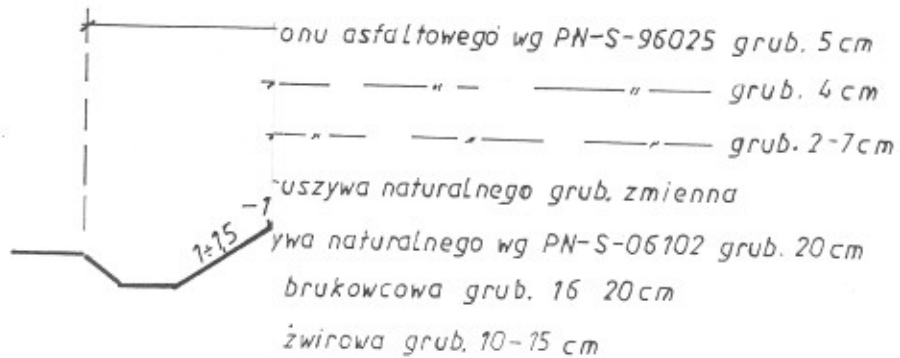 onu asfaltowego wg PN-S-96025 grub. 5 cm
— — " — — " — grub. 4 cm
— " — — " — — " — grub. 2-7 cm
uszywa naturalnego grub. zmienna
-1
1÷1,5
ywa naturalnego wg PN-S-06102 grub. 20 cm
brukowcowa grub. 16 20 cm
żwirowa grub. 10-15 cm